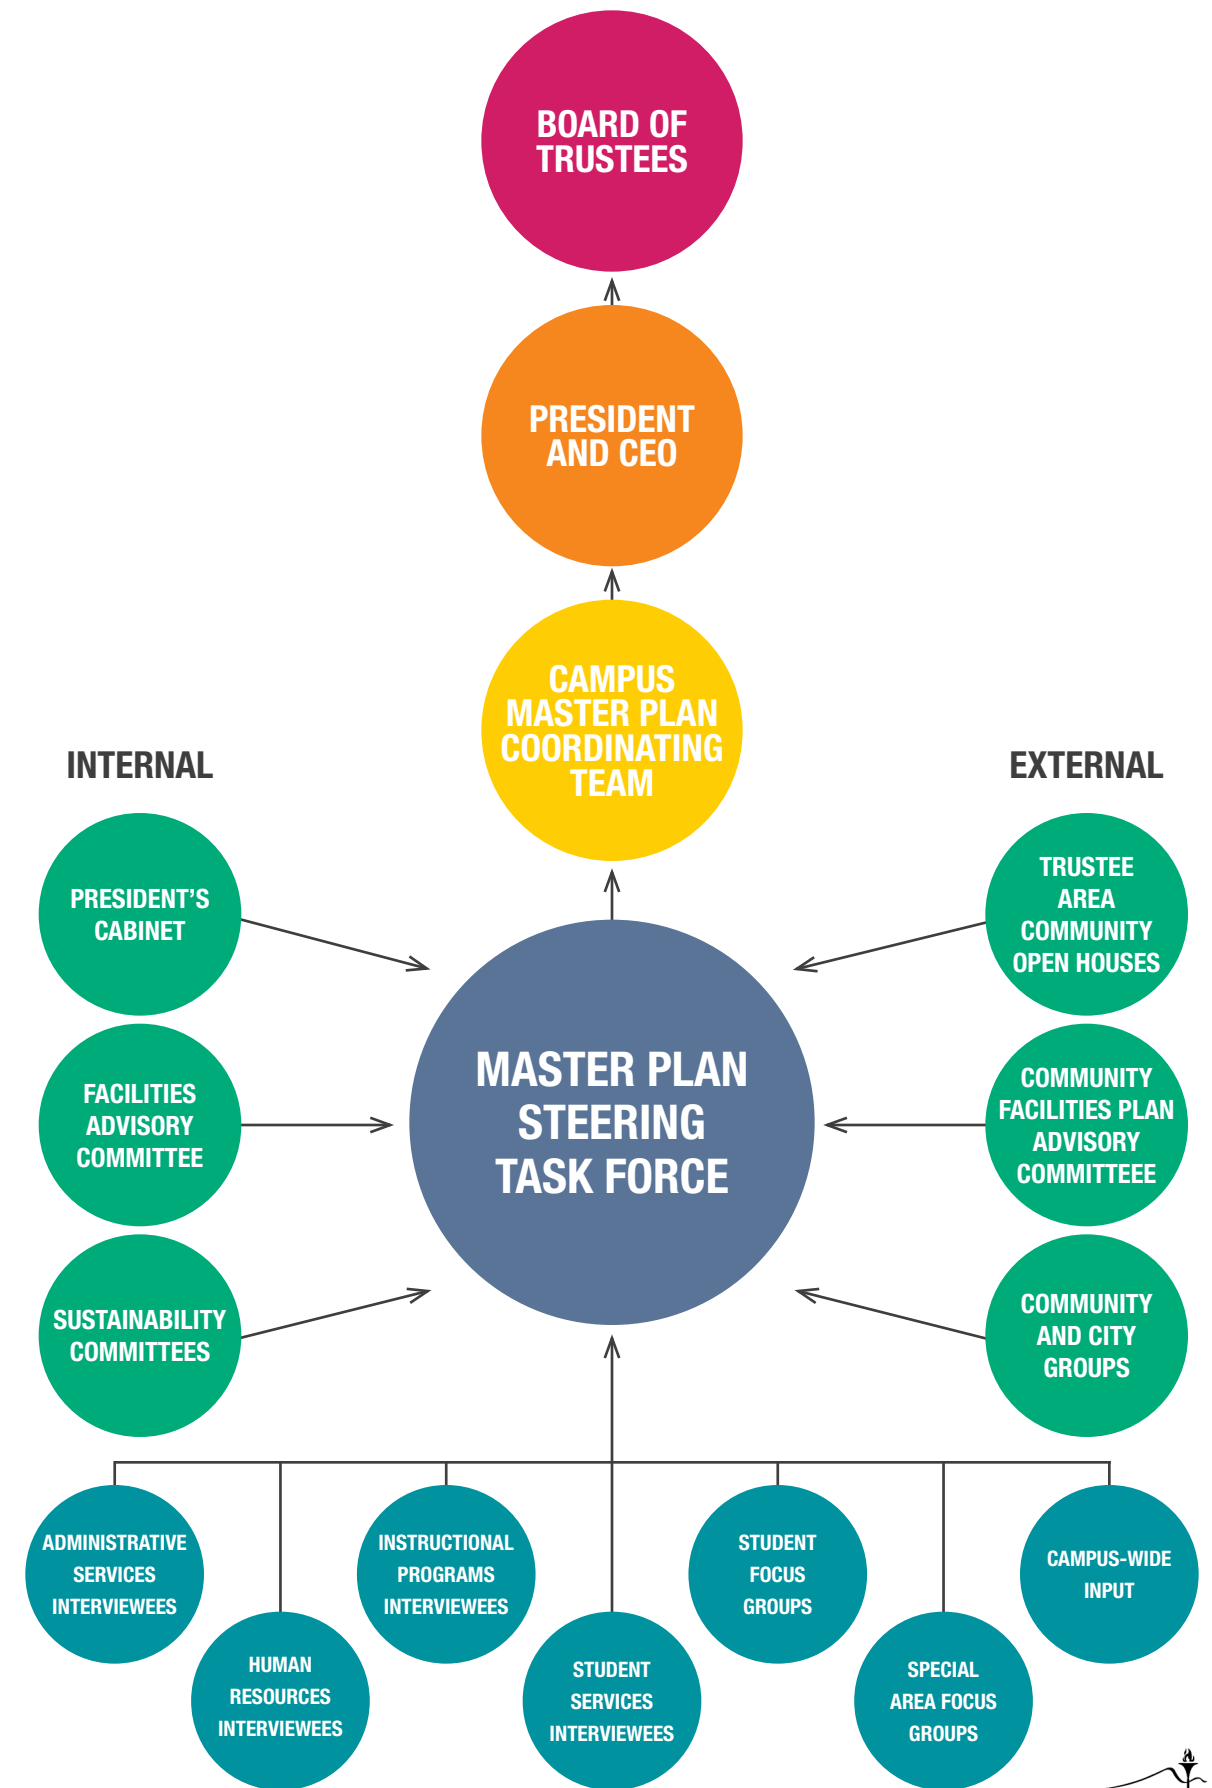 BOARD OF
TRUSTEES
PRESIDENT
AND CEO
CAMPUS
MASTER PLAN
COORDINATING
TEAM
INTERNAL
EXTERNAL
PRESIDENT’S
CABINET
TRUSTEE
AREA
COMMUNITY
OPEN HOUSES
FACILITIES
ADVISORY
COMMITTEE
MASTER PLAN
STEERING
TASK FORCE
COMMUNITY
FACILITIES PLAN
ADVISORY
COMMITTEEE
SUSTAINABILITY
COMMITTEES
COMMUNITY
AND CITY
GROUPS
ADMINISTRATIVE
SERVICES
INTERVIEWEES
HUMAN
RESOURCES
INTERVIEWEES
INSTRUCTIONAL
PROGRAMS
INTERVIEWEES
STUDENT
SERVICES
INTERVIEWEES
STUDENT
FOCUS
GROUPS
SPECIAL
AREA FOCUS
GROUPS
CAMPUS-WIDE
INPUT